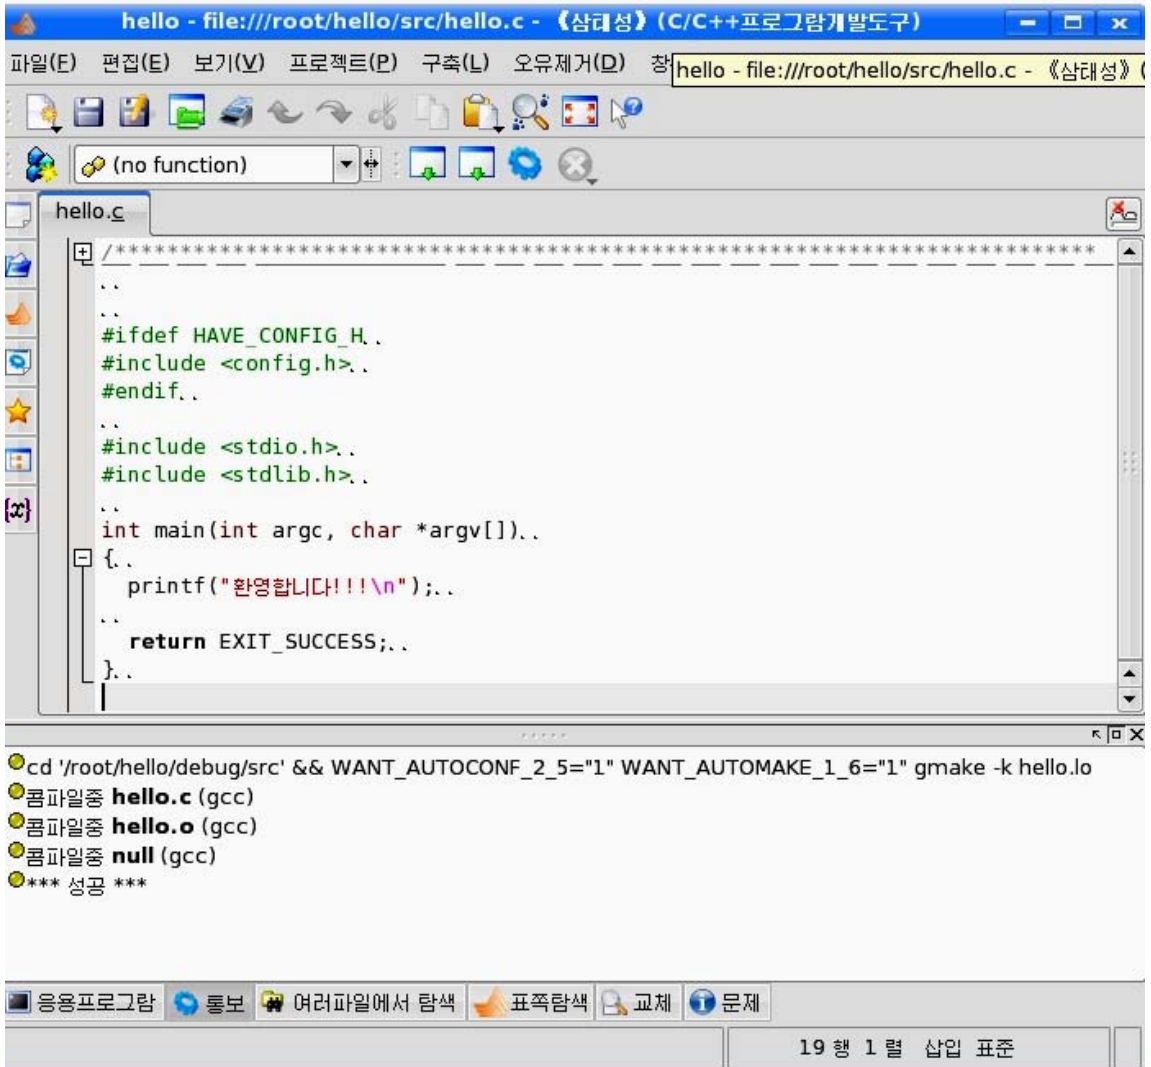 hello - file:///root/hello/src/hello.c - 《삼태성》(C/C++프로그람개발도구)
파일(F) 편집(E) 보기(V) 프로젝트(P) 구축(L) 오유제거(D) 창
hello - file:///root/hello/src/hello.c - 《삼태성》(
(no function)
hello.c
/***************************************************************************
..
..
#ifdef HAVE_CONFIG_H..
#include <config.h>..
#endif..
..
#include <stdio.h>..
#include <stdlib.h>..
..
int main(int argc, char *argv[])..
{..
printf("환영합니다!!!\n");..
..
return EXIT_SUCCESS;..
}..
cd '/root/hello/debug/src' && WANT_AUTOCONF_2_5="1" WANT_AUTOMAKE_1_6="1" gmake -k hello.lo
콤파일중 hello.c (gcc)
콤파일중 hello.o (gcc)
콤파일중 null (gcc)
*** 성공 ***
응용프로그람 통보 여러파일에서 탐색 표쪽탐색 교체 문제
19 행 1 렬 삽입 표준